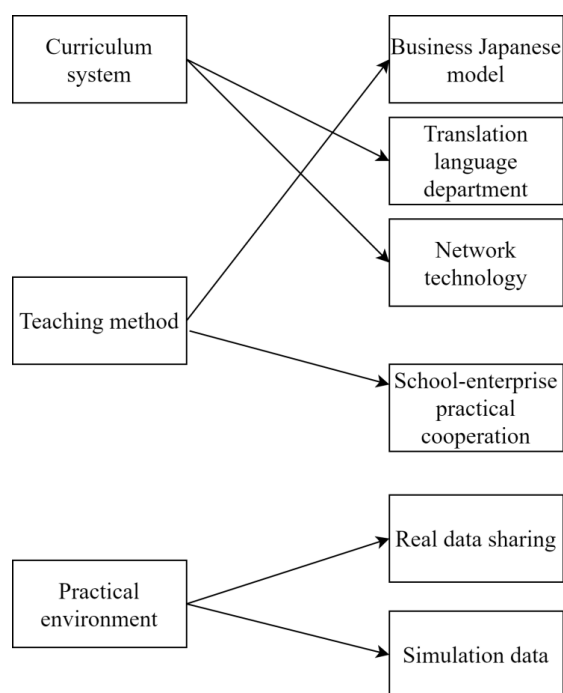 Curriculum
system
Business Japanese
model
Translation
language
department
Network
technology
Teaching method
School-enterprise
practical
cooperation
Real data sharing
Practical
environment
Simulation data